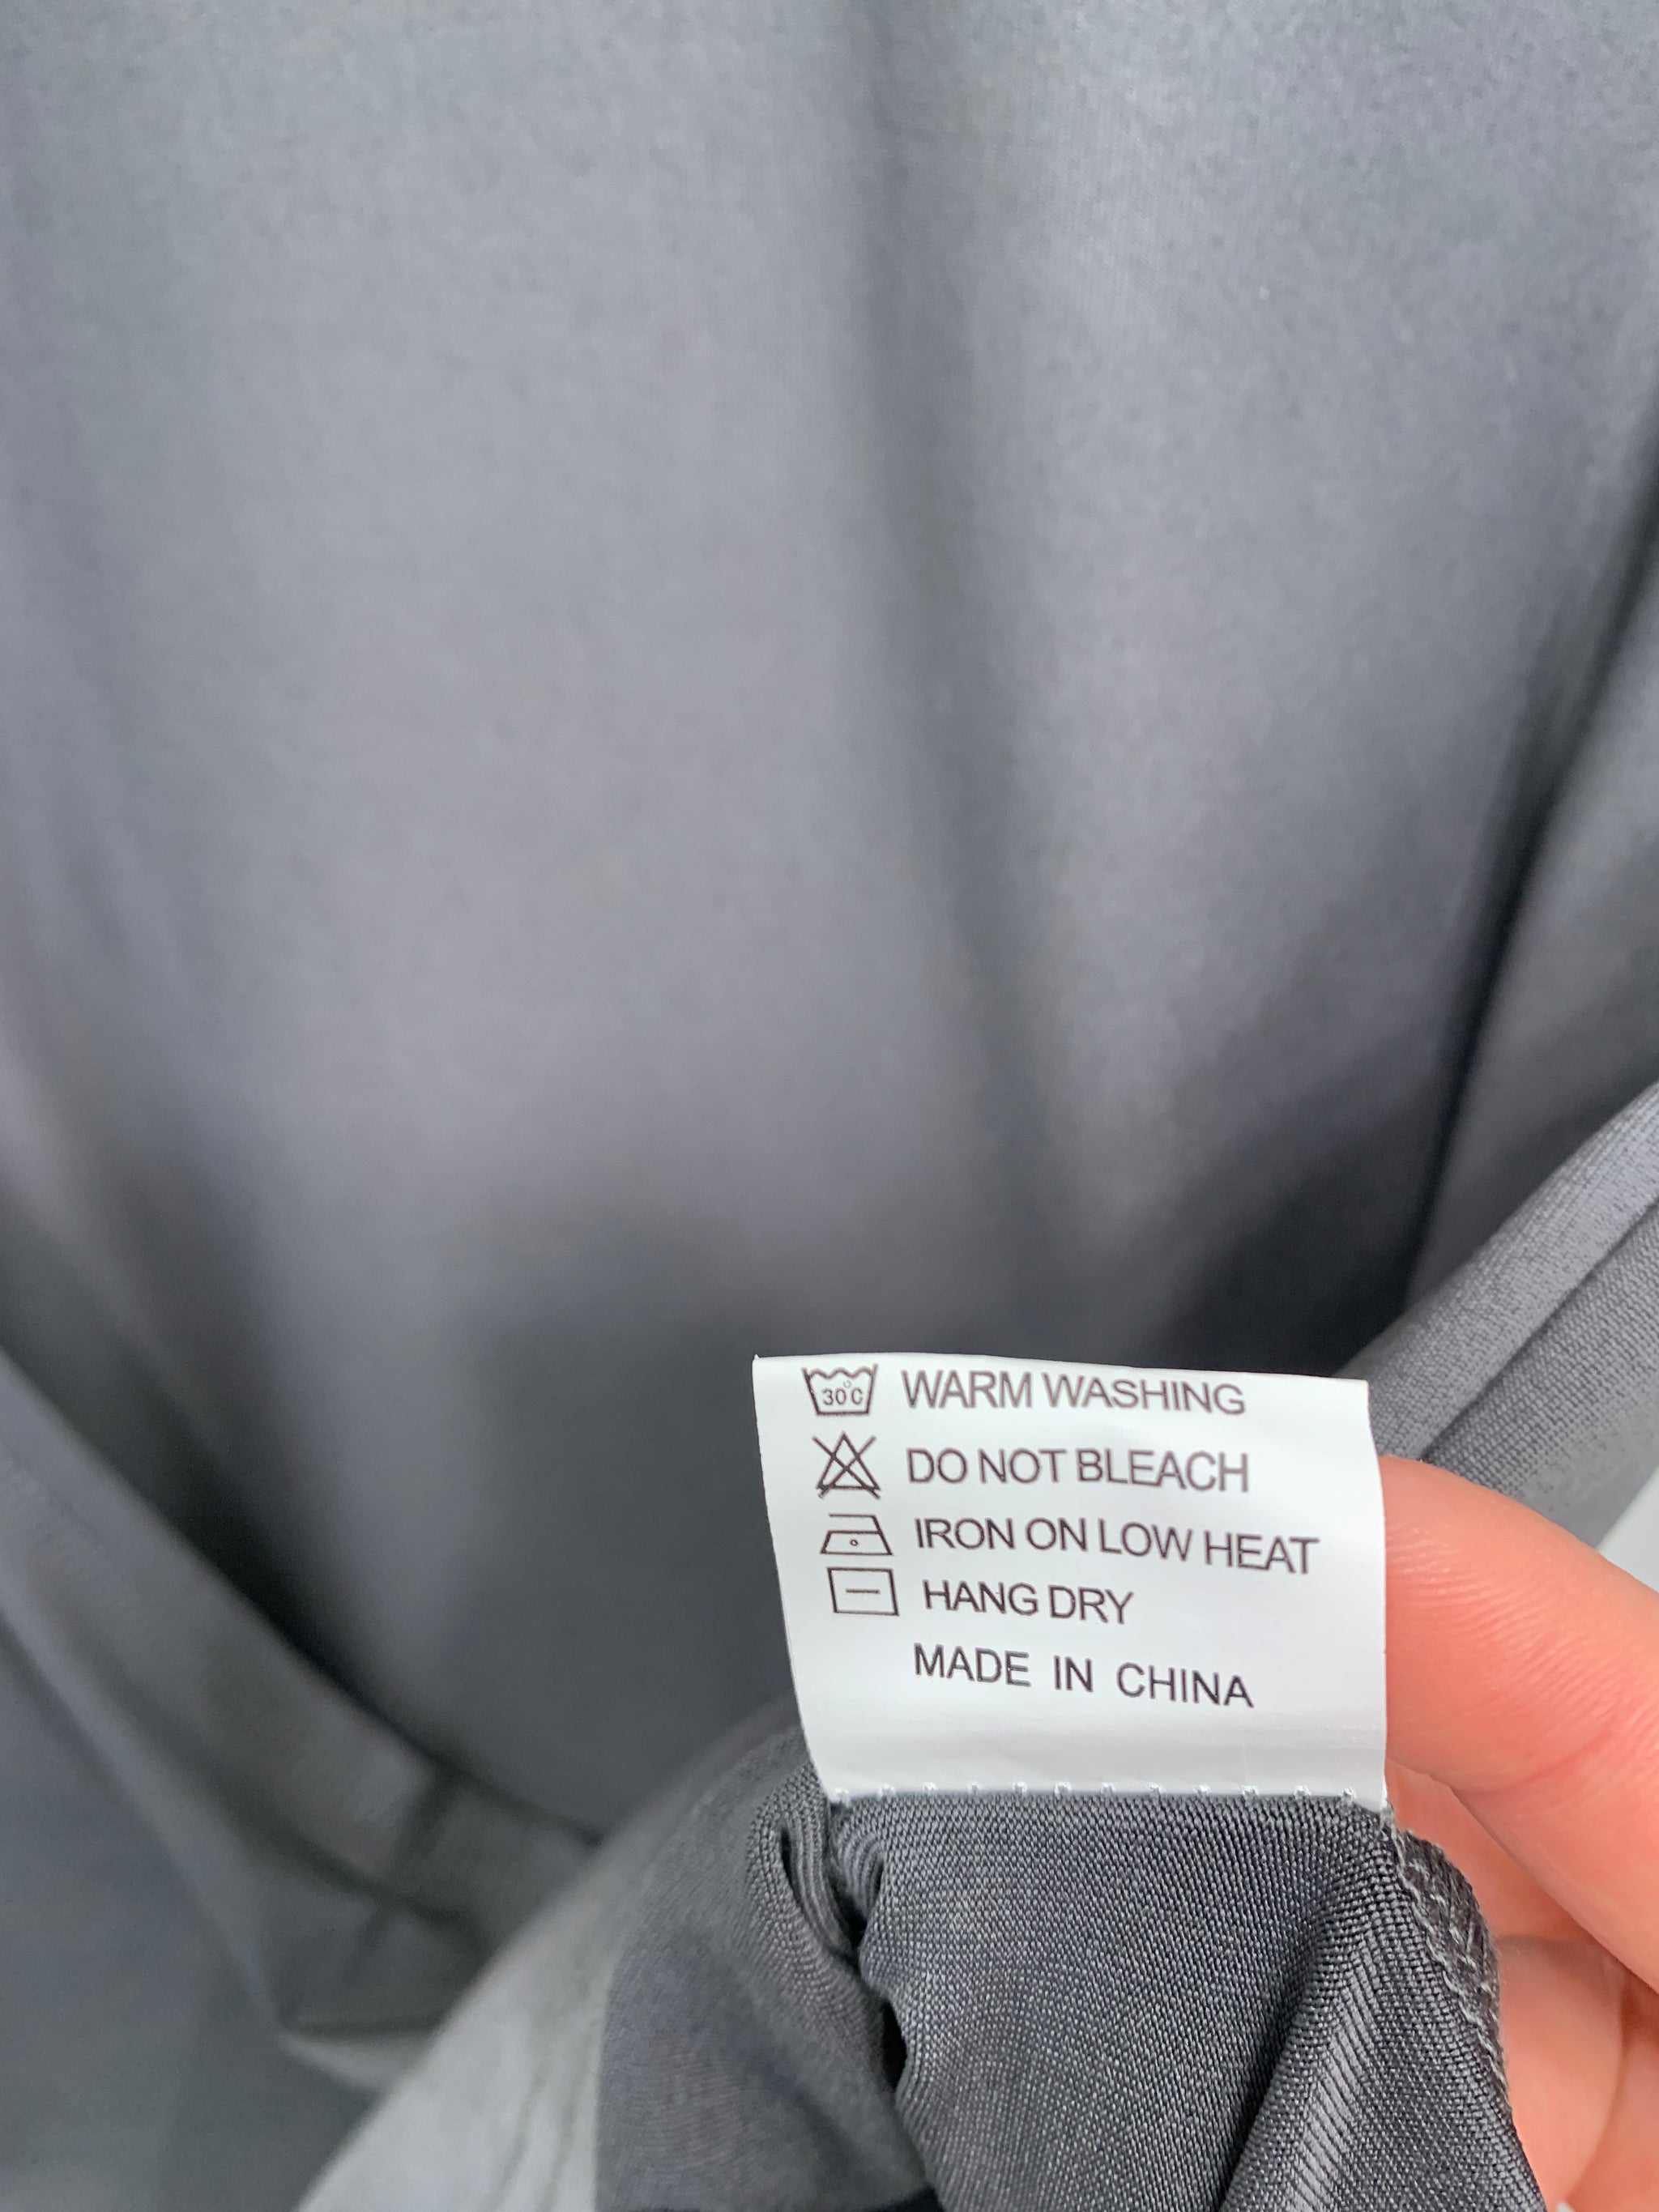 30°C WARM WASHING
DO NOT BLEACH
IRON ON LOW HEAT
HANG DRY
MADE IN CHINA